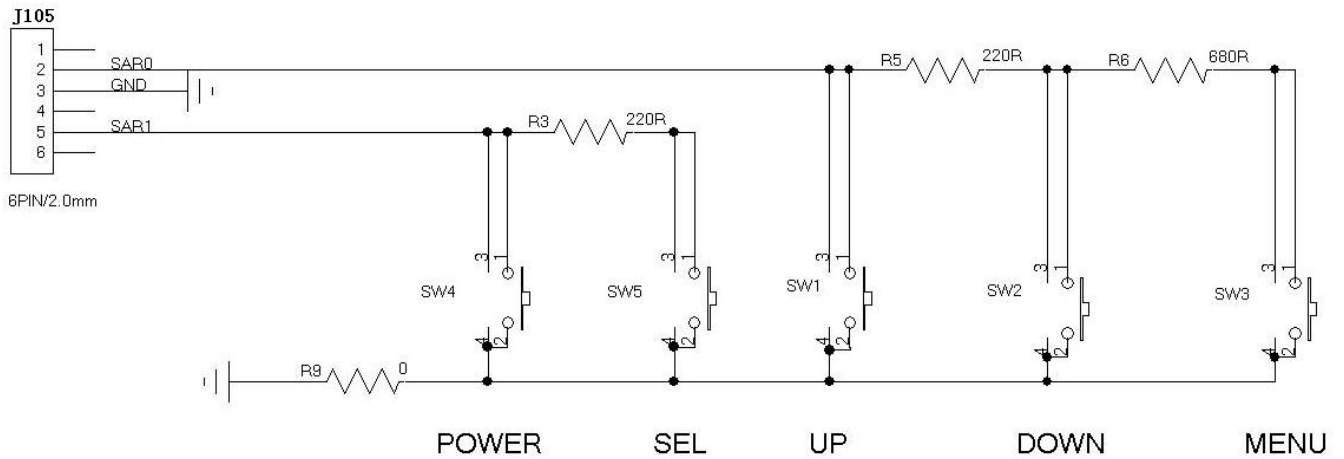 J105
1
2 SAR0
3 GND
4
5 SAR1
6
6PIN/2.0mm
R5 220R
R6 680R
R3 220R
SW4 3 1 4 2
SW5 3 1 4 2
SW1 3 1 4 2
SW2 3 1 4 2
SW3 3 1 4 2
R9 0
POWER SEL UP DOWN MENU